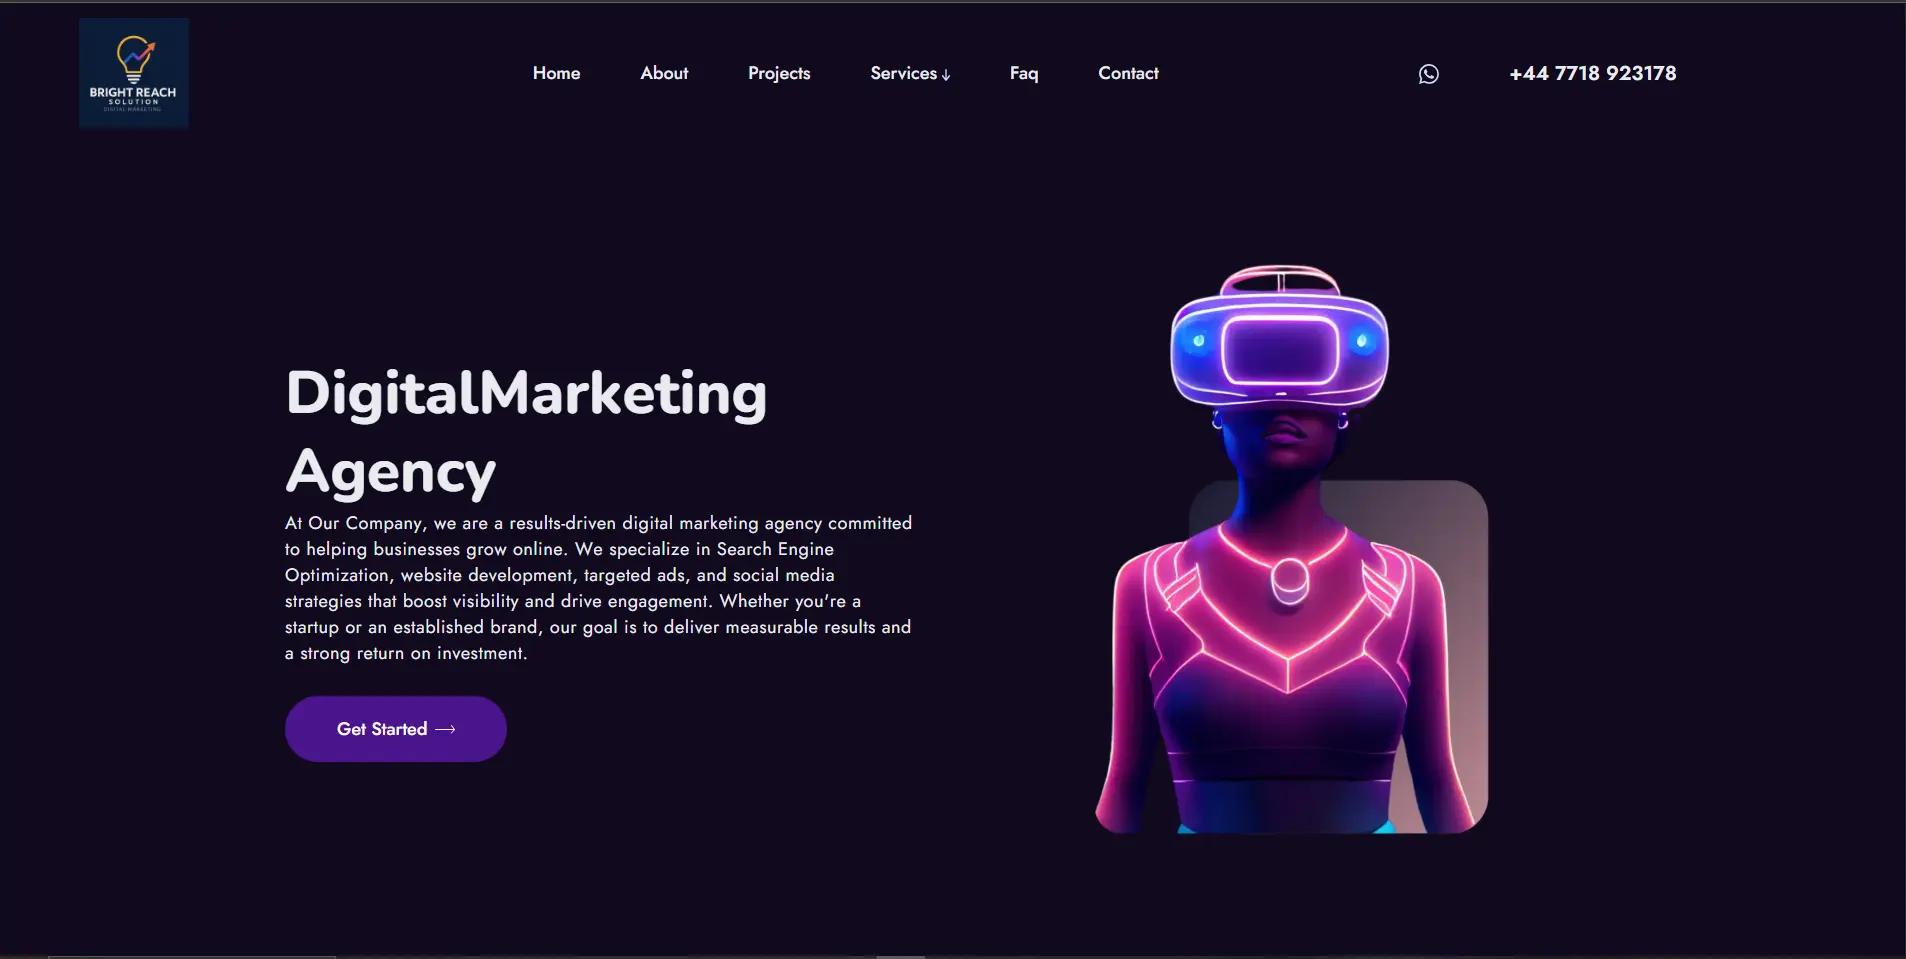 BRIGHT REACH
SOLUTION
DIGITAL MARKETING
Home About Projects Services ↓ Faq Contact +44 7718 923178
DigitalMarketing
Agency
At Our Company, we are a results-driven digital marketing agency committed
to helping businesses grow online. We specialize in Search Engine
Optimization, website development, targeted ads, and social media
strategies that boost visibility and drive engagement. Whether you're a
startup or an established brand, our goal is to deliver measurable results and
a strong return on investment.
Get Started →